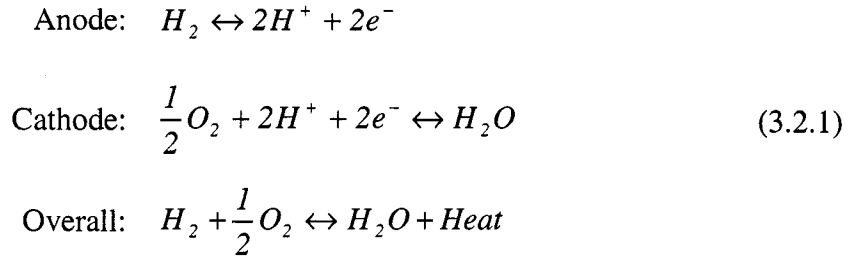 Anode: H₂ ↔ 2H⁺ + 2e⁻
Cathode: 1/2 O₂ + 2H⁺ + 2e⁻ ↔ H₂O (3.2.1)
Overall: H₂ + 1/2 O₂ ↔ H₂O + Heat